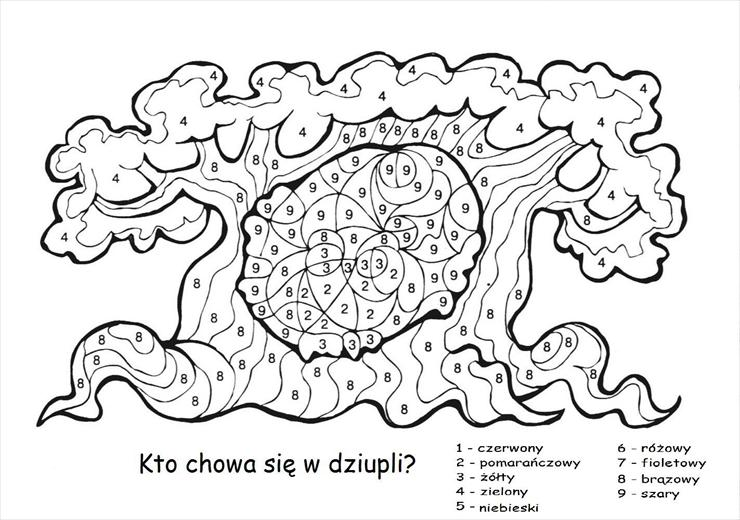 Kto chowa się w dziupli?
1 - czerwony
2 - pomarańczowy
3 - żółty
4 - zielony
5 - niebieski
6 - różowy
7 - fioletowy
8 - brązowy
9 - szary